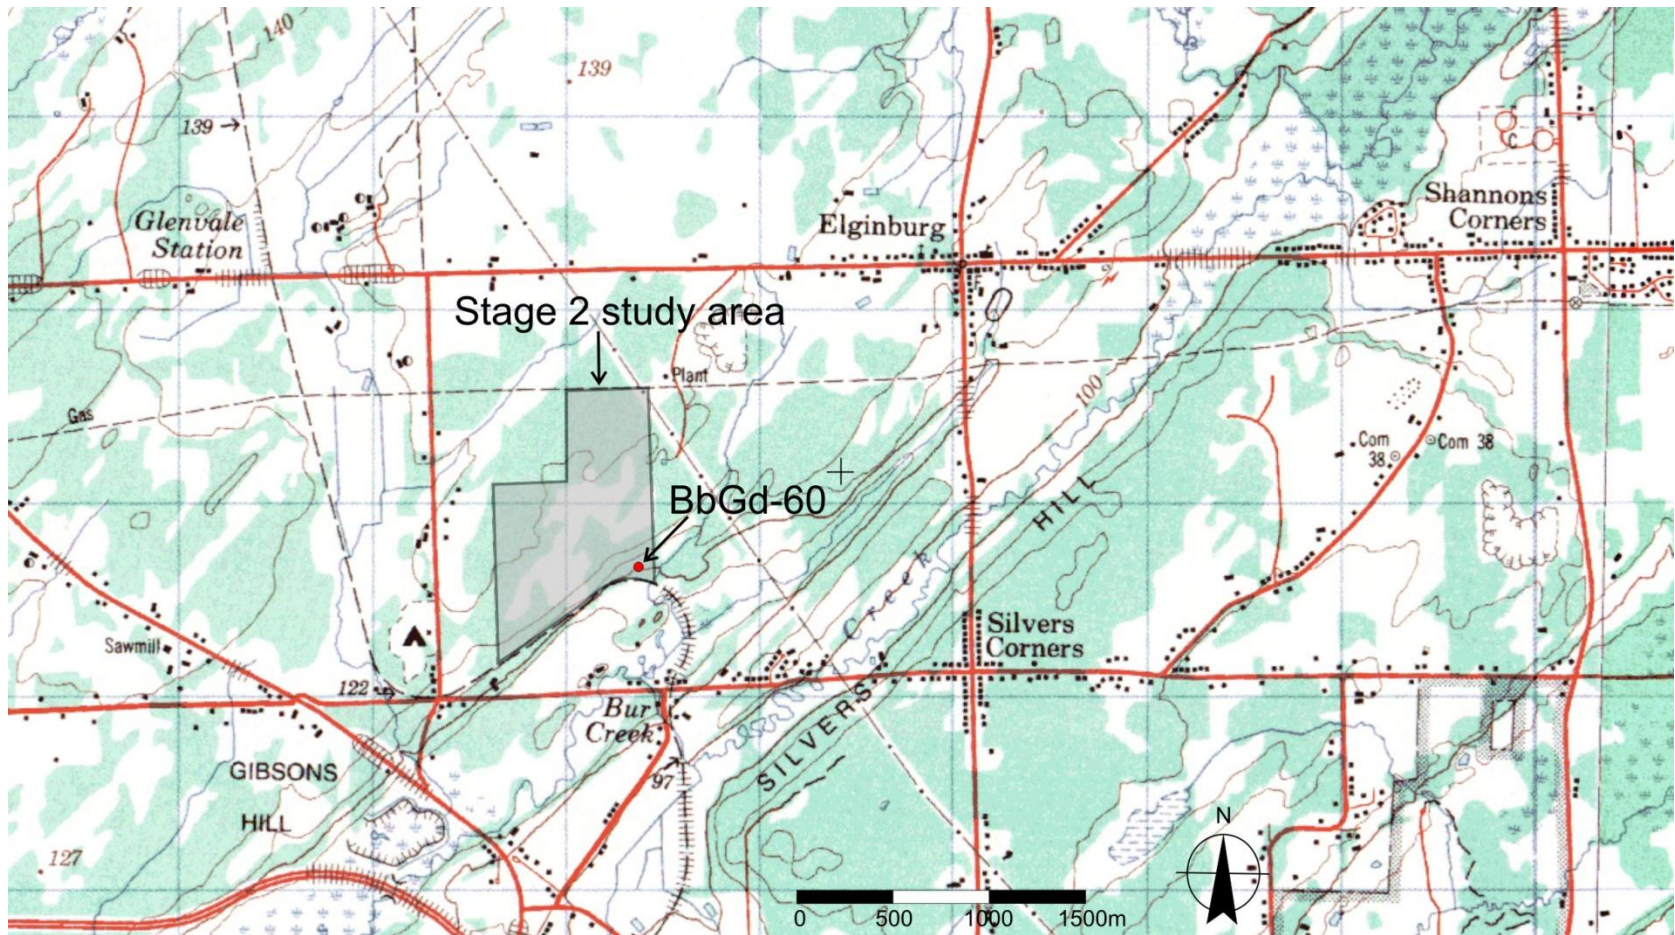 140
139
139
Glenvale
Station
Elginburg
Shannons
Corners
C
Stage 2 study area
Plant
Gas
100
Com
38
Com 38
BbGd-60
HILL
Creek
Silvers
Corners
Sawmill
122
Bur
Creek
SILVERS
97
GIBSONS
HILL
127
N
0 500 1000 1500m